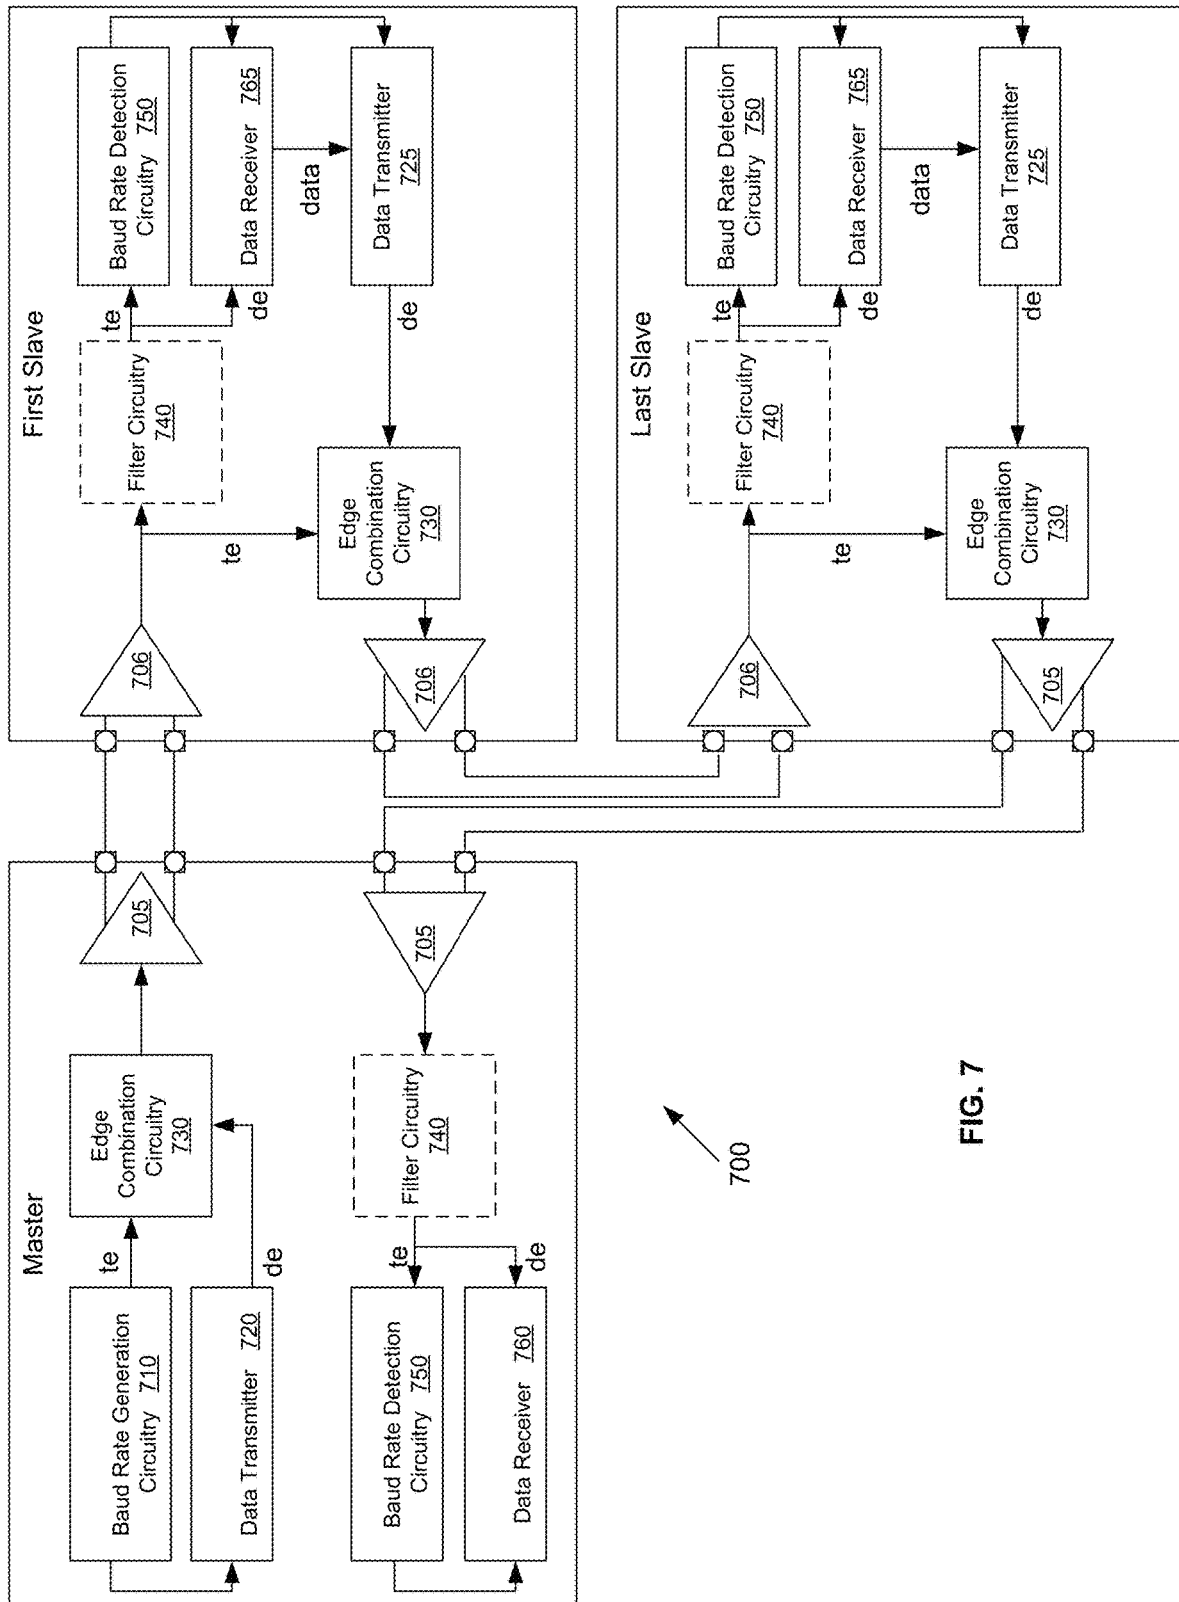 Master
Baud Rate Generation
Circuitry 710
te
Data Transmitter 720
de
Edge
Combination
Circuitry
730
705
Baud Rate Detection
Circuitry 750
te
Data Receiver 760
de
Filter Circuitry
740
705
First Slave
706
Filter Circuitry
740
te
te
Baud Rate Detection
Circuitry 750
de
Data Receiver 765
data
Data Transmitter
725
de
Edge
Combination
Circuitry
730
706
Last Slave
706
Filter Circuitry
740
te
te
Baud Rate Detection
Circuitry 750
de
Data Receiver 765
data
Data Transmitter
725
de
Edge
Combination
Circuitry
730
705
700
FIG. 7